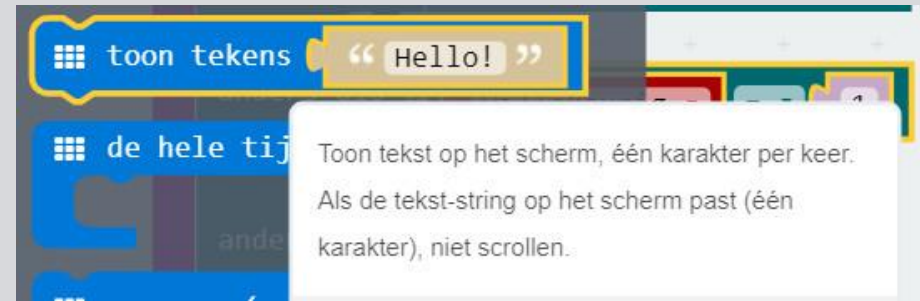 toon tekens “ Hello! ”
de hele tij
Toon tekst op het scherm, één karakter per keer.
Als de tekst-string op het scherm past (één
karakter), niet scrollen.
ande